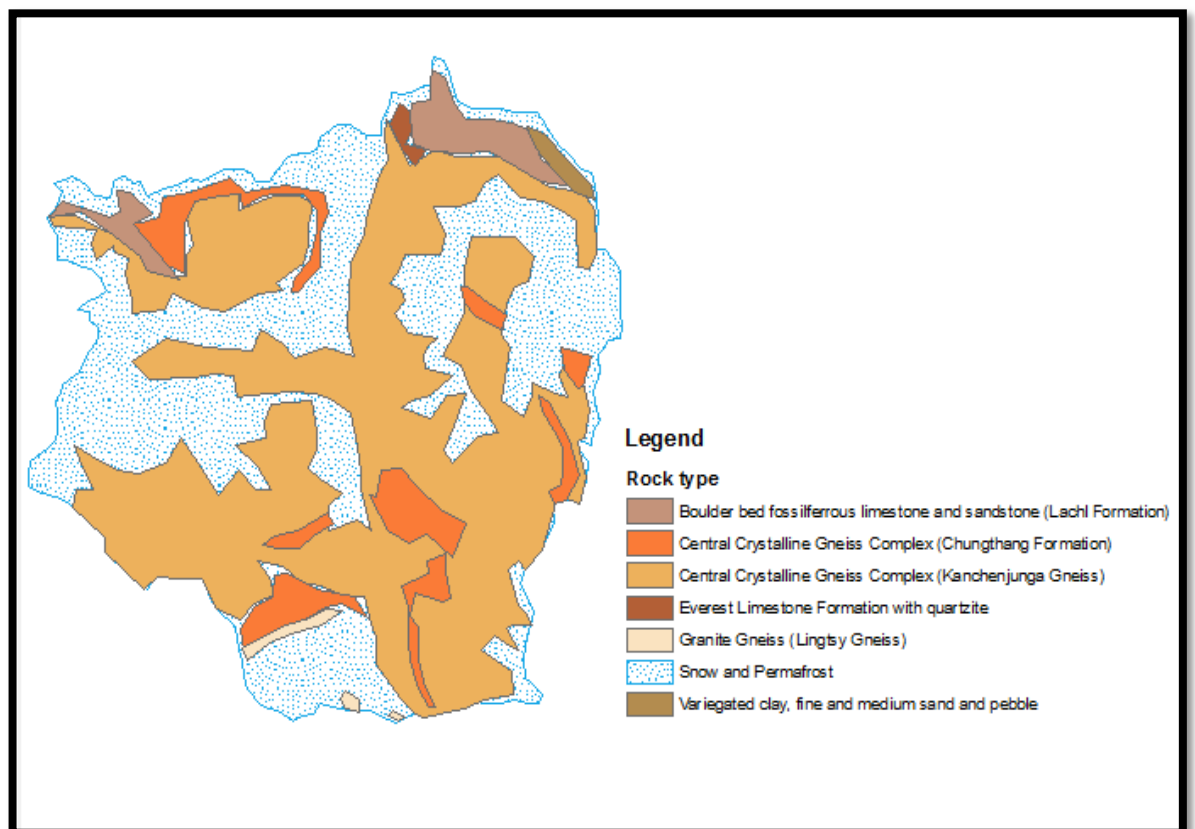 Legend
Rock type
Boulder bed fossilferrous limestone and sandstone (Lachl Formation)
Central Crystalline Gneiss Complex (Chungthang Formation)
Central Crystalline Gneiss Complex (Kanchenjunga Gneiss)
Everest Limestone Formation with quartzite
Granite Gneiss (Lingtsy Gneiss)
Snow and Permafrost
Variegated clay, fine and medium sand and pebble